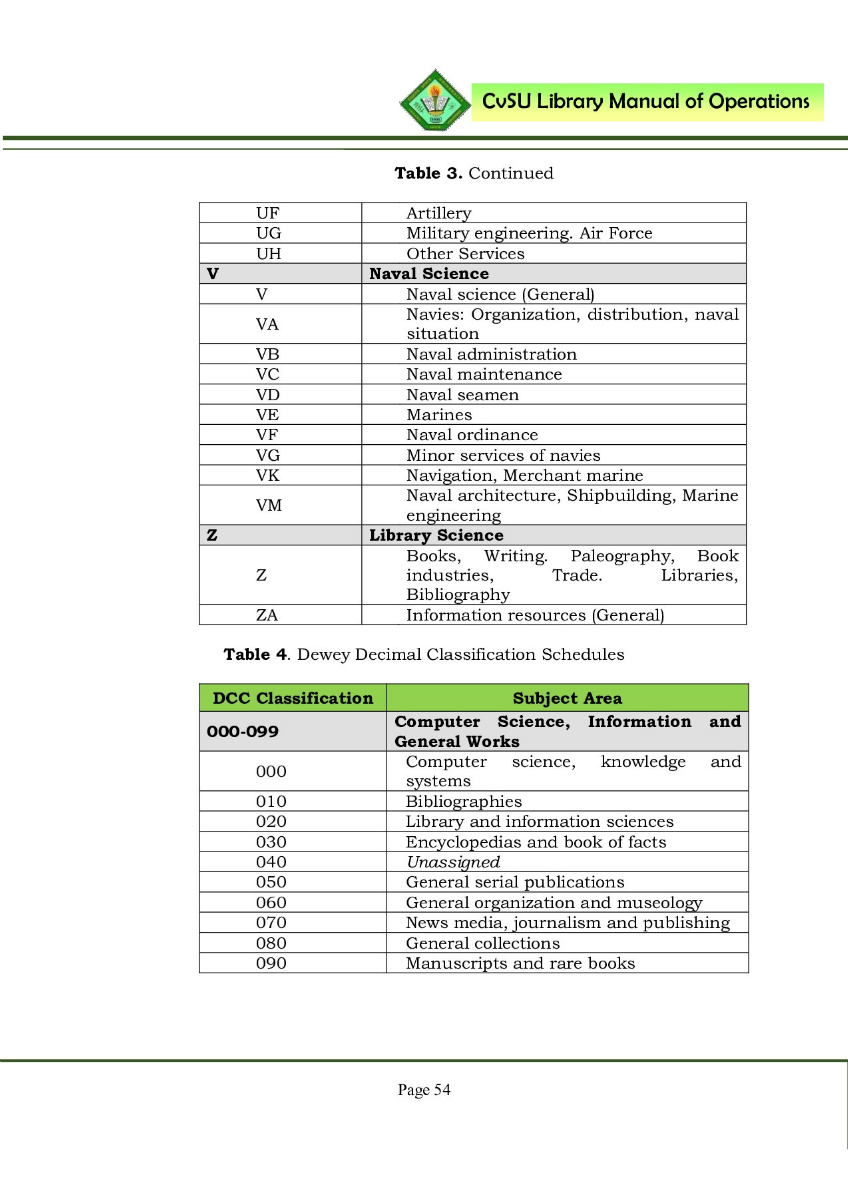 CvSU Library Manual of Operations
Table 3. Continued
UF Artillery
UG Military engineering. Air Force
UH Other Services
V Naval Science
V Naval science (General)
VA Navies: Organization, distribution, naval
situation
VB Naval administration
VC Naval maintenance
VD Naval seamen
VE Marines
VF Naval ordinance
VG Minor services of navies
VK Navigation, Merchant marine
VM Naval architecture, Shipbuilding, Marine
engineering
Z Library Science
Z Books, Writing. Paleography, Book
industries, Trade. Libraries,
Bibliography
ZA Information resources (General)
Table 4. Dewey Decimal Classification Schedules
DCC Classification Subject Area
000-099 Computer Science, Information and
General Works
000 Computer science, knowledge and
systems
010 Bibliographies
020 Library and information sciences
030 Encyclopedias and book of facts
040 Unassigned
050 General serial publications
060 General organization and museology
070 News media, journalism and publishing
080 General collections
090 Manuscripts and rare books
Page 54